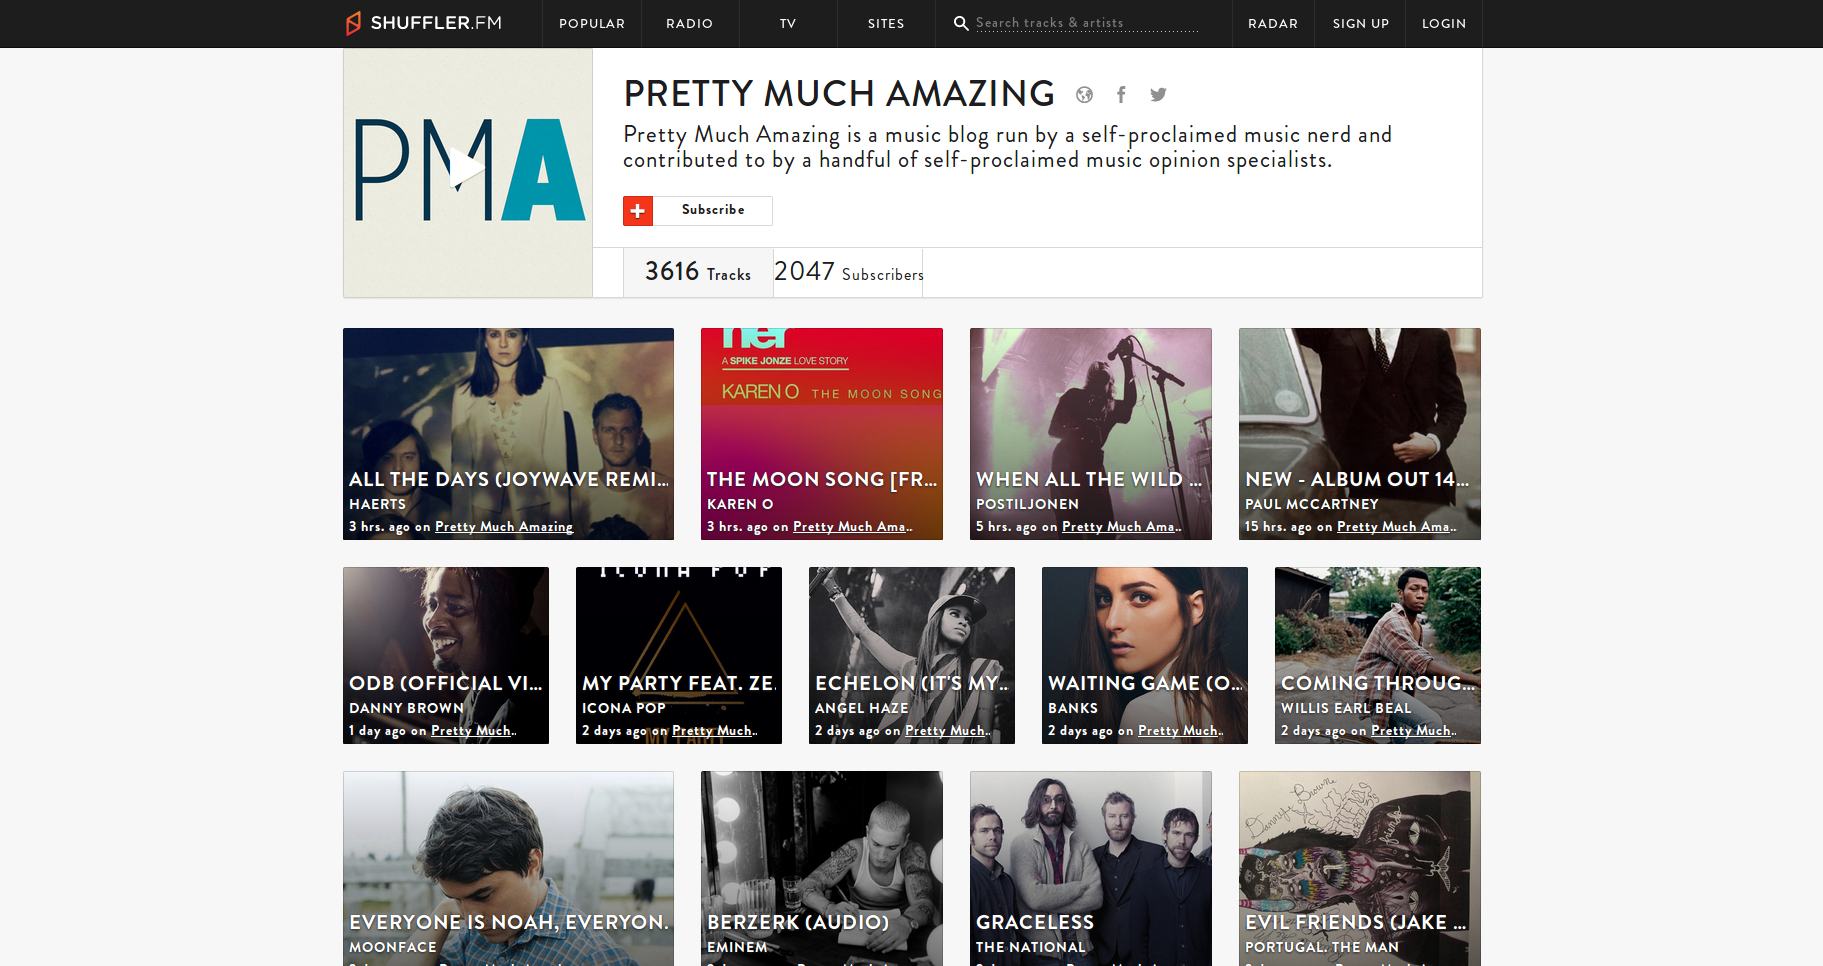 SHUFFLER.FM
POPULAR
RADIO
TV
SITES
Search tracks & artists
RADAR
SIGN UP
LOGIN
PMA
PRETTY MUCH AMAZING
Pretty Much Amazing is a music blog run by a self-proclaimed music nerd and
contributed to by a handful of self-proclaimed music opinion specialists.
Subscribe
3616 Tracks
2047 Subscribers
ALL THE DAYS (JOYWAVE REMI...
HAERTS
3 hrs. ago on Pretty Much Amazing
her
A SPIKE JONZE LOVE STORY
KAREN O THE MOON SONG
THE MOON SONG [FR...
KAREN O
3 hrs. ago on Pretty Much Ama..
WHEN ALL THE WILD ...
POSTILJONEN
5 hrs. ago on Pretty Much Ama..
NEW - ALBUM OUT 14...
PAUL MCCARTNEY
15 hrs. ago on Pretty Much Ama..
ODB (OFFICIAL VI...
DANNY BROWN
1 day ago on Pretty Much..
ICONA POP
MY PARTY FEAT. ZE.
ICONA POP
2 days ago on Pretty Much..
MY PARTY
ECHELON (IT'S MY..
ANGEL HAZE
2 days ago on Pretty Much..
WAITING GAME (O..
BANKS
2 days ago on Pretty Much..
COMING THROUG...
WILLIS EARL BEAL
2 days ago on Pretty Much..
EVERYONE IS NOAH, EVERYON.
MOONFACE
BERZERK (AUDIO)
EMINEM
GRACELESS
THE NATIONAL
Danny Brown
friends
EVIL FRIENDS (JAKE ...
PORTUGAL. THE MAN